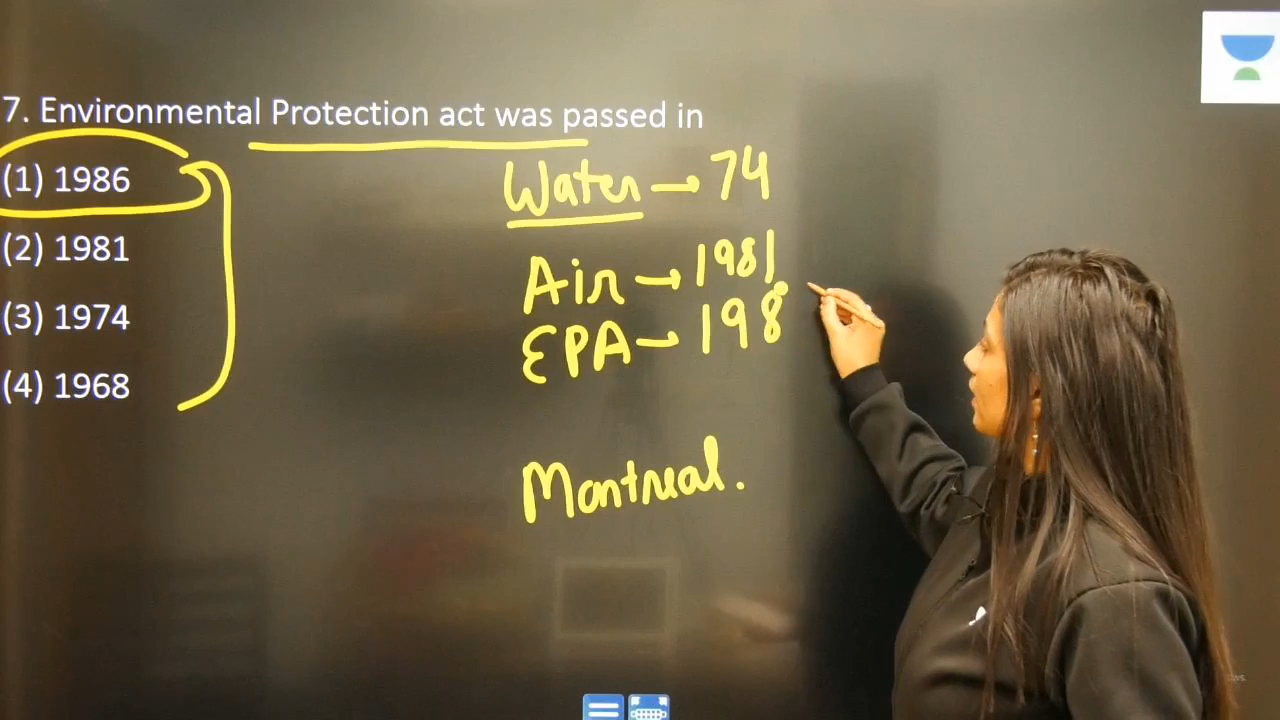 7. Environmental Protection act was passed in
(1) 1986
(2) 1981
(3) 1974
(4) 1968
Water → 74
Air → 1981
EPA → 198
Montreal.